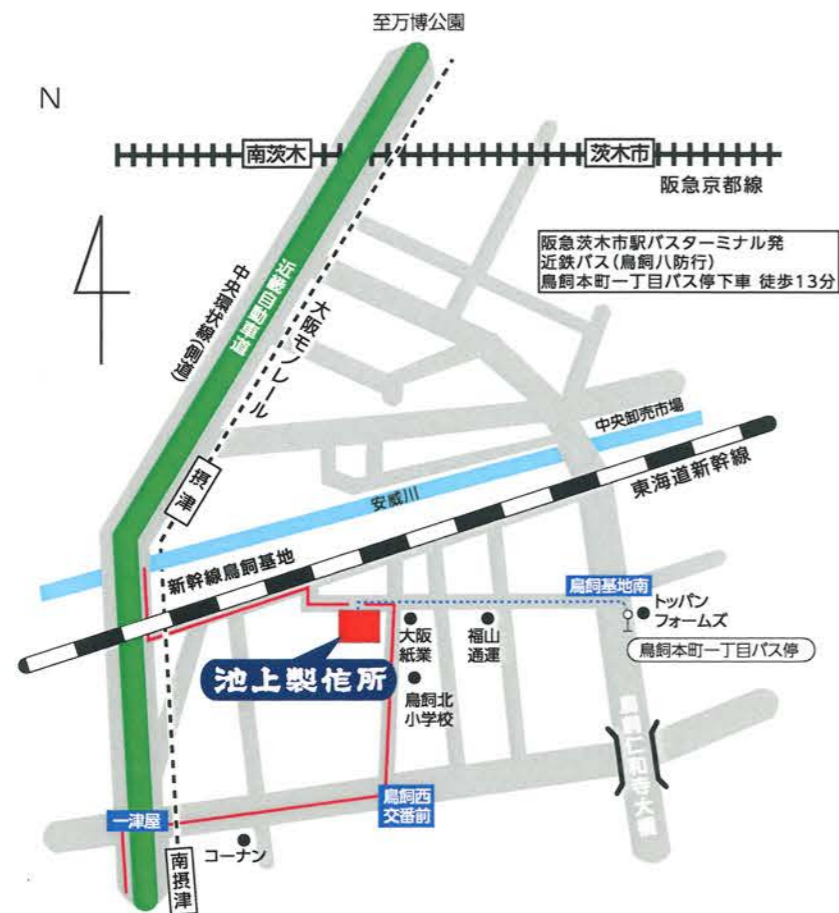 至万博公園
N
南茨木
茨木市
阪急京都線
阪急茨木市駅バスターミナル発
近鉄バス(鳥飼八防行)
鳥飼本町一丁目バス停下車 徒歩13分
近畿自動車道
中央環状線(側道)
大阪モノレール
中央卸売市場
摂津
安威川
東海道新幹線
新幹線鳥飼基地
鳥飼基地南
トッパン
フォームズ
大阪
紙業
福山
通運
鳥飼本町一丁目バス停
池上製作所
鳥飼北
小学校
鳥飼仁和寺大橋
鳥飼西
交番前
一津屋
コーナン
南摂津